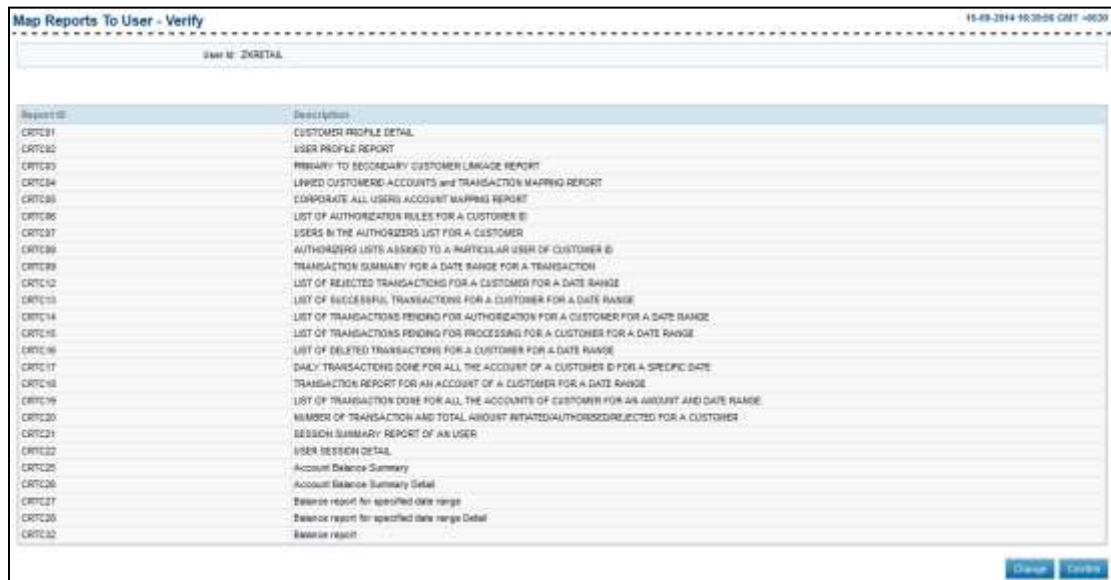 Map Reports To User - Verify
User Id: ZKRETAIL
Report ID Description
CRTC01 CUSTOMER PROFILE DETAIL
CRTC02 USER PROFILE REPORT
CRTC03 PRIMARY TO SECONDARY CUSTOMER LINKAGE REPORT
CRTC04 LINKED CUSTOMERID ACCOUNTS and TRANSACTION MAPPING REPORT
CRTC05 CORPORATE ALL USERS ACCOUNT MAPPING REPORT
CRTC06 LIST OF AUTHORIZATION RULES FOR A CUSTOMER ID
CRTC07 USERS IN THE AUTHORIZERS LIST FOR A CUSTOMER
CRTC08 AUTHORIZERS LISTS ASSIGED TO A PARTICULAR USER OF CUSTOMER ID
CRTC09 TRANSACTION SUMMARY FOR A DATE RANGE FOR A TRANSACTION
CRTC12 LIST OF REJECTED TRANSACTIONS FOR A CUSTOMER FOR A DATE RANGE
CRTC13 LIST OF SUCCESSFUL TRANSACTIONS FOR A CUSTOMER FOR A DATE RANGE
CRTC14 LIST OF TRANSACTIONS PENDING FOR AUTHORIZATION FOR A CUSTOMER FOR A DATE RANGE
CRTC15 LIST OF TRANSACTIONS PENDING FOR PROCESSING FOR A CUSTOMER FOR A DATE RANGE
CRTC16 LIST OF DELETED TRANSACTIONS FOR A CUSTOMER FOR A DATE RANGE
CRTC17 DAILY TRANSACTIONS DONE FOR ALL THE ACCOUNT OF A CUSTOMER ID FOR A SPECIFIC DATE
CRTC18 TRANSACTION REPORT FOR AN ACCOUNT OF A CUSTOMER FOR A DATE RANGE
CRTC19 LIST OF TRANSACTION DONE FOR ALL THE ACCOUNTS OF CUSTOMER FOR AN AMOUNT AND DATE RANGE
CRTC20 NUMBER OF TRANSACTION AND TOTAL AMOUNT INITIATED/AUTHORISED/REJECTED FOR A CUSTOMER
CRTC21 SESSION SUMMARY REPORT OF AN USER
CRTC22 USER SESSION DETAIL
CRTC25 Account Balance Summary
CRTC26 Account Balance Summary Detail
CRTC27 Balance report for specified date range
CRTC28 Balance report for specified date range Detail
CRTC32 Balance report
Change Confirm